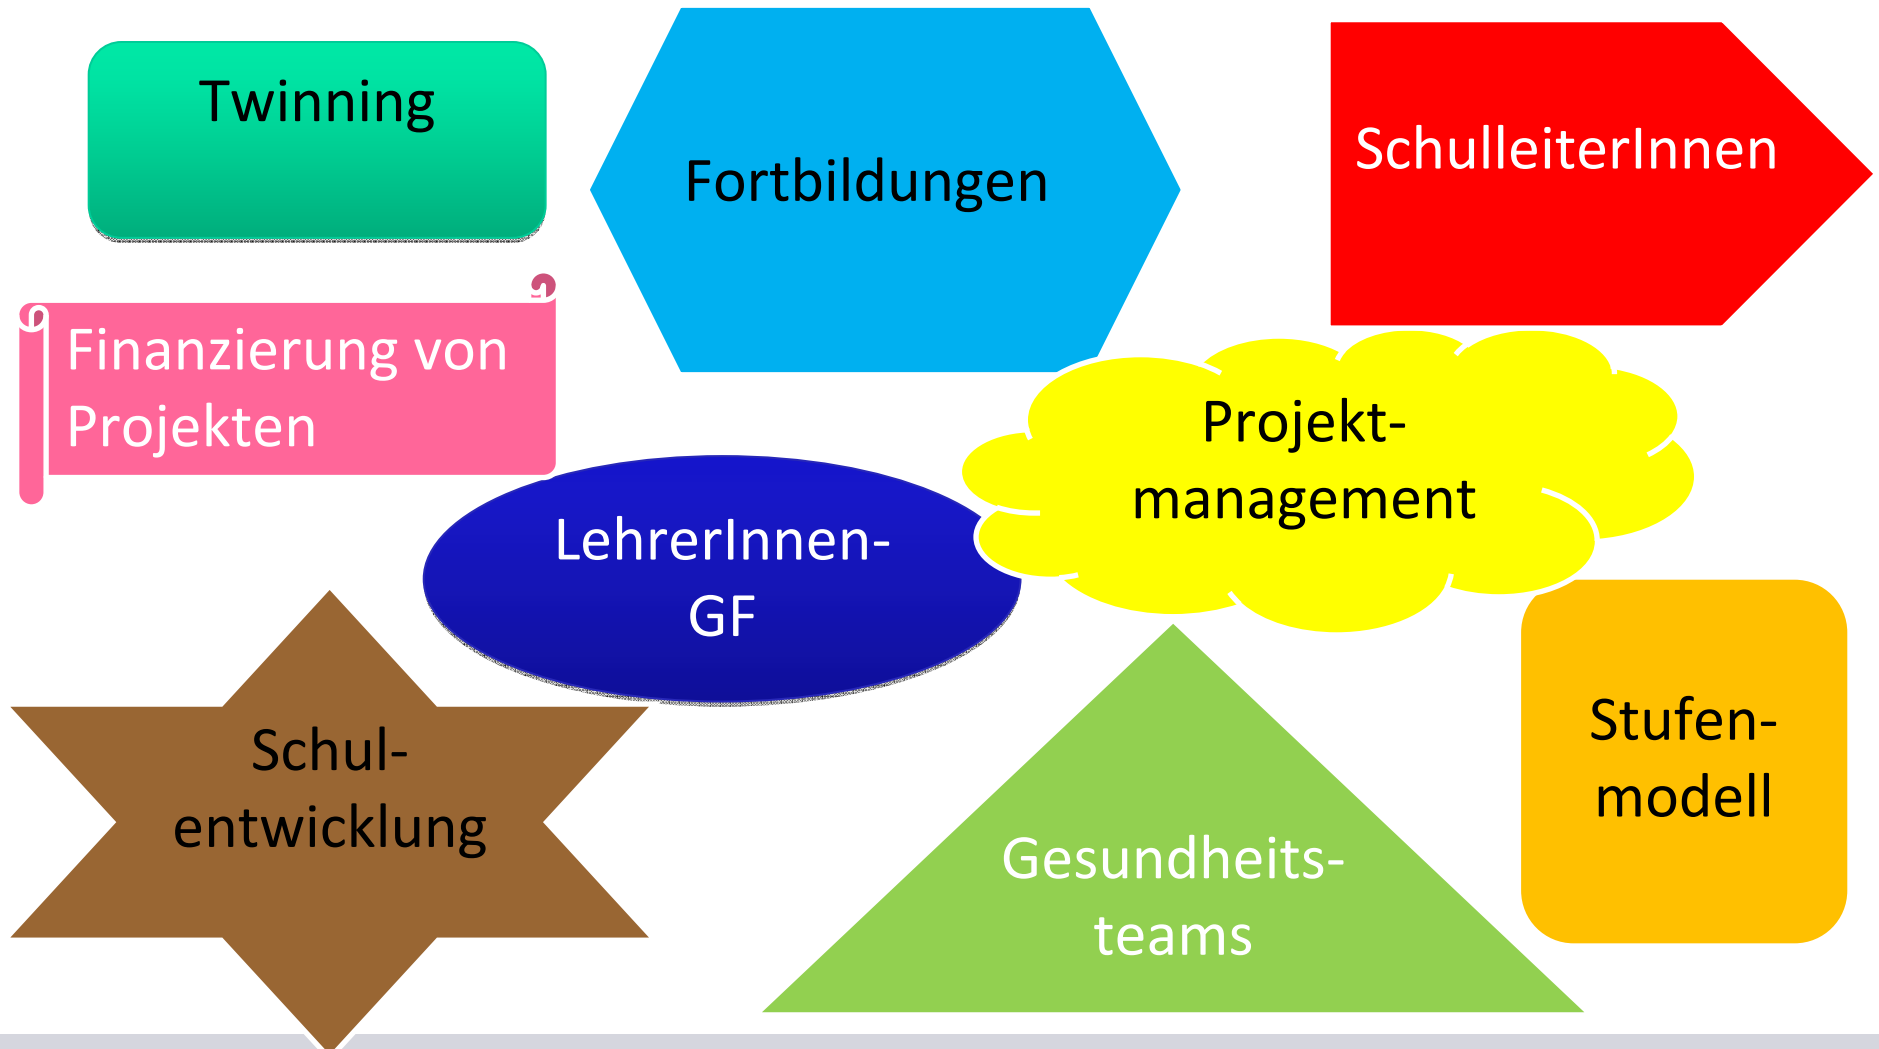 Twinning
Fortbildungen
SchulleiterInnen
Finanzierung von
Projekten
Projekt-
management
LehrerInnen-
GF
Schul-
entwicklung
Gesundheits-
teams
Stufen-
modell